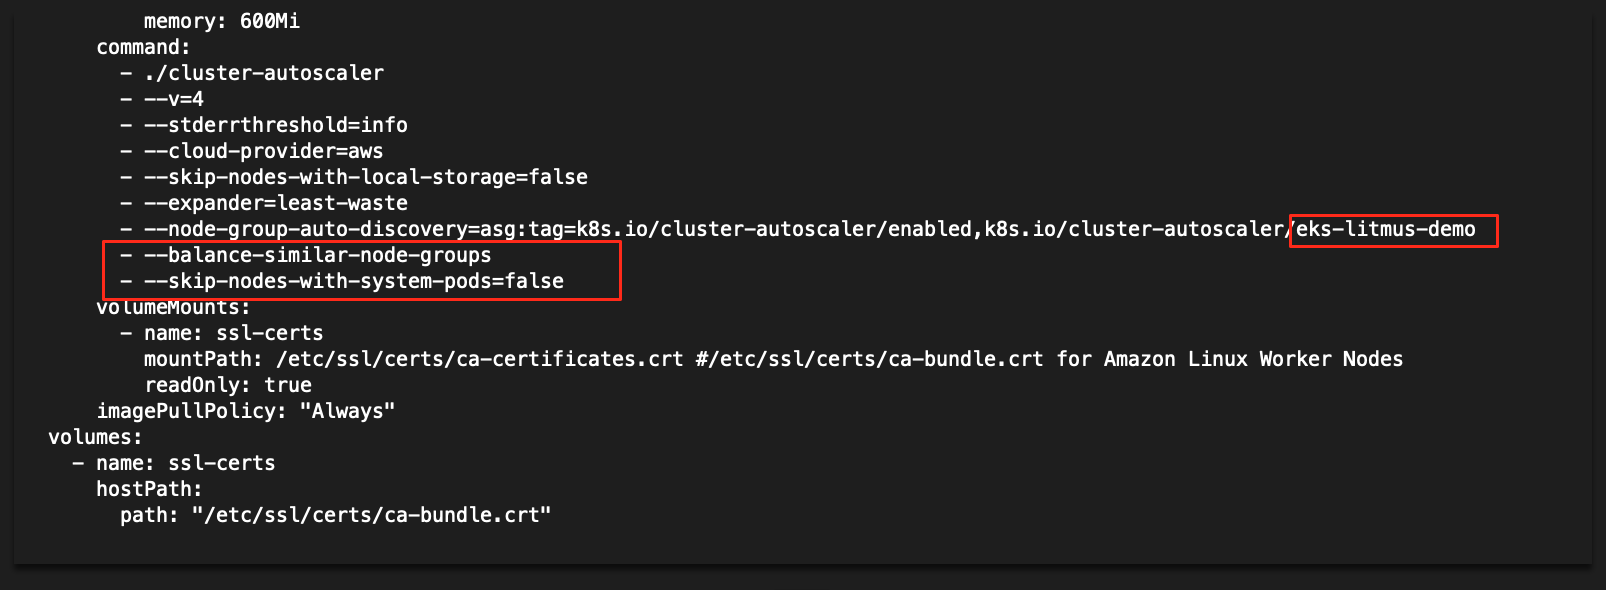 memory: 600Mi
command:
- ./cluster-autoscaler
- --v=4
- --stderrthreshold=info
- --cloud-provider=aws
- --skip-nodes-with-local-storage=false
- --expander=least-waste
- --node-group-auto-discovery=asg:tag=k8s.io/cluster-autoscaler/enabled,k8s.io/cluster-autoscaler/eks-litmus-demo
- --balance-similar-node-groups
- --skip-nodes-with-system-pods=false
volumeMounts:
- name: ssl-certs
mountPath: /etc/ssl/certs/ca-certificates.crt #/etc/ssl/certs/ca-bundle.crt for Amazon Linux Worker Nodes
readOnly: true
imagePullPolicy: "Always"
volumes:
- name: ssl-certs
hostPath:
path: "/etc/ssl/certs/ca-bundle.crt"